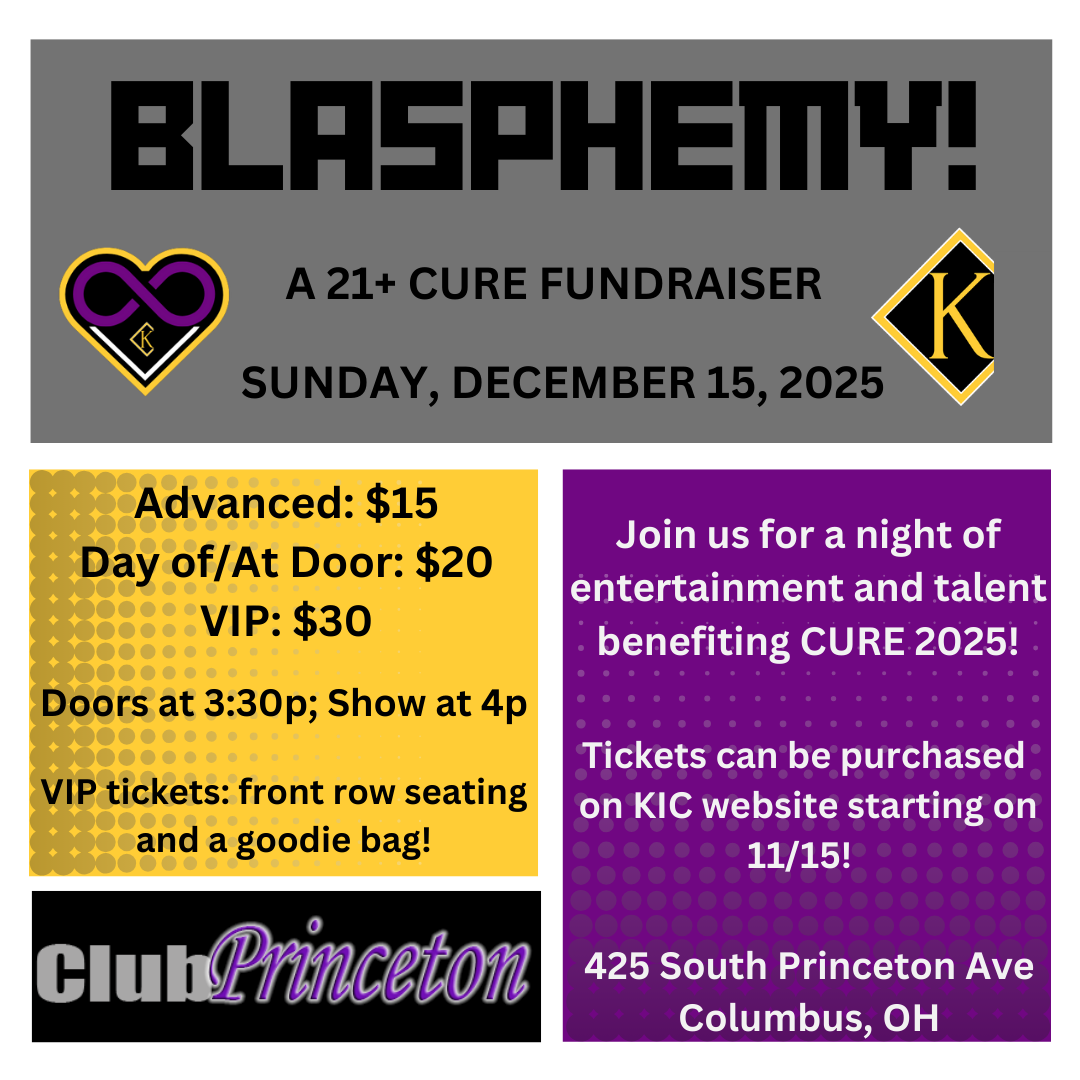 BLASPHEMY!
A 21+ CURE FUNDRAISER
SUNDAY, DECEMBER 15, 2025
K
K
Advanced: $15
Day of/At Door: $20
VIP: $30
Doors at 3:30p; Show at 4p
VIP tickets: front row seating
and a goodie bag!
Club Princeton
Join us for a night of
entertainment and talent
benefiting CURE 2025!
Tickets can be purchased
on KIC website starting on
11/15!
425 South Princeton Ave
Columbus, OH